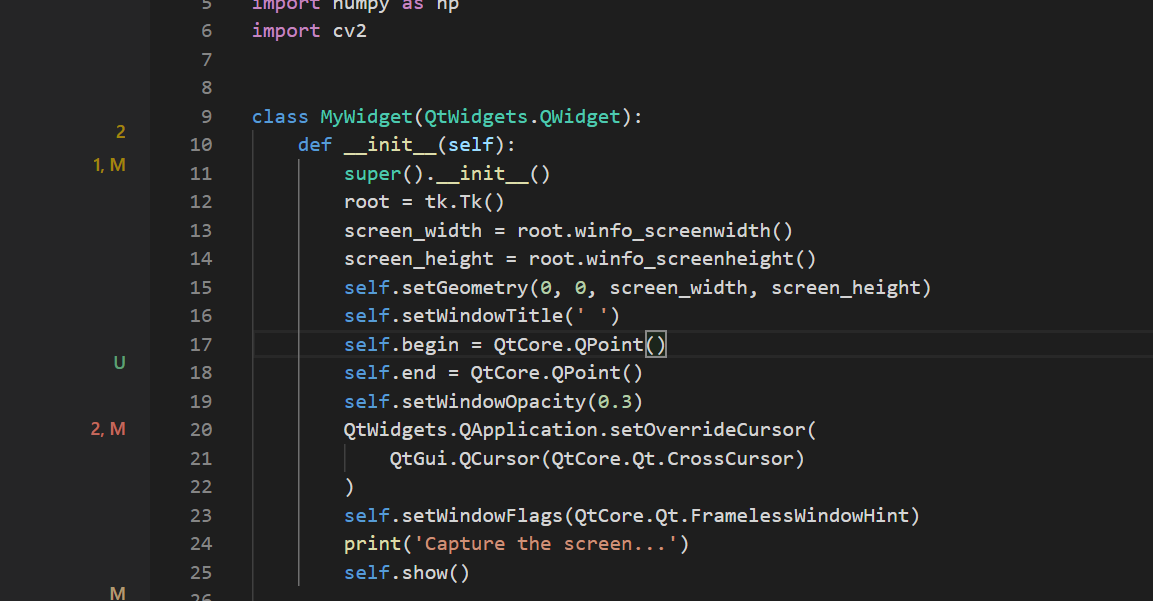 5 import numpy as np
6 import cv2
7
8
9 class MyWidget(QtWidgets.QWidget):
2
10     def __init__(self):
1, M
11         super().__init__()
12         root = tk.Tk()
13         screen_width = root.winfo_screenwidth()
14         screen_height = root.winfo_screenheight()
15         self.setGeometry(0, 0, screen_width, screen_height)
16         self.setWindowTitle(' ')
17         self.begin = QtCore.QPoint()
U
18         self.end = QtCore.QPoint()
19         self.setWindowOpacity(0.3)
2, M
20         QtWidgets.QApplication.setOverrideCursor(
21             QtGui.QCursor(QtCore.Qt.CrossCursor)
22         )
23         self.setWindowFlags(QtCore.Qt.FramelessWindowHint)
24         print('Capture the screen...')
25         self.show()
M
26